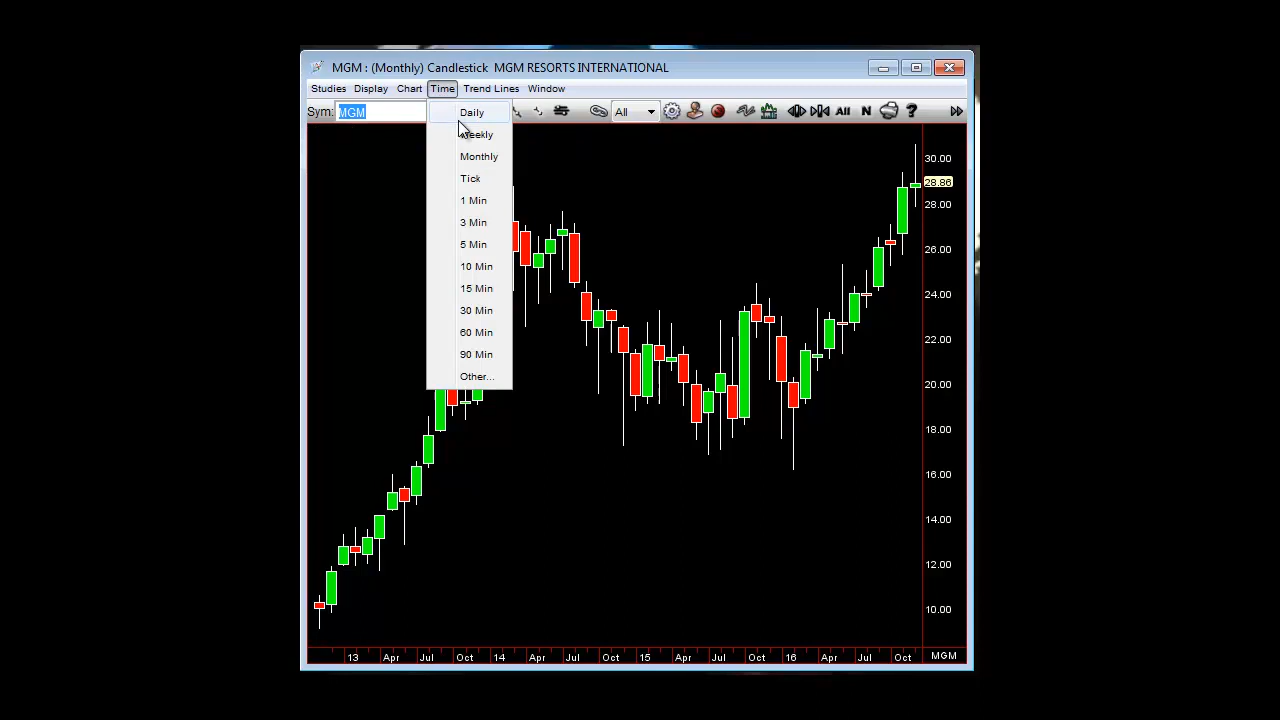 MGM : (Monthly) Candlestick MGM RESORTS INTERNATIONAL
Studies Display Chart Time Trend Lines Window
Sym: MGM All All N ?
Daily
Weekly
Monthly
Tick
1 Min
3 Min
5 Min
10 Min
15 Min
30 Min
60 Min
90 Min
Other...
30.00
28.86
28.00
26.00
24.00
22.00
20.00
18.00
16.00
14.00
12.00
10.00
13 Apr Jul Oct 14 Apr Jul Oct 15 Apr Jul Oct 16 Apr Jul Oct MGM